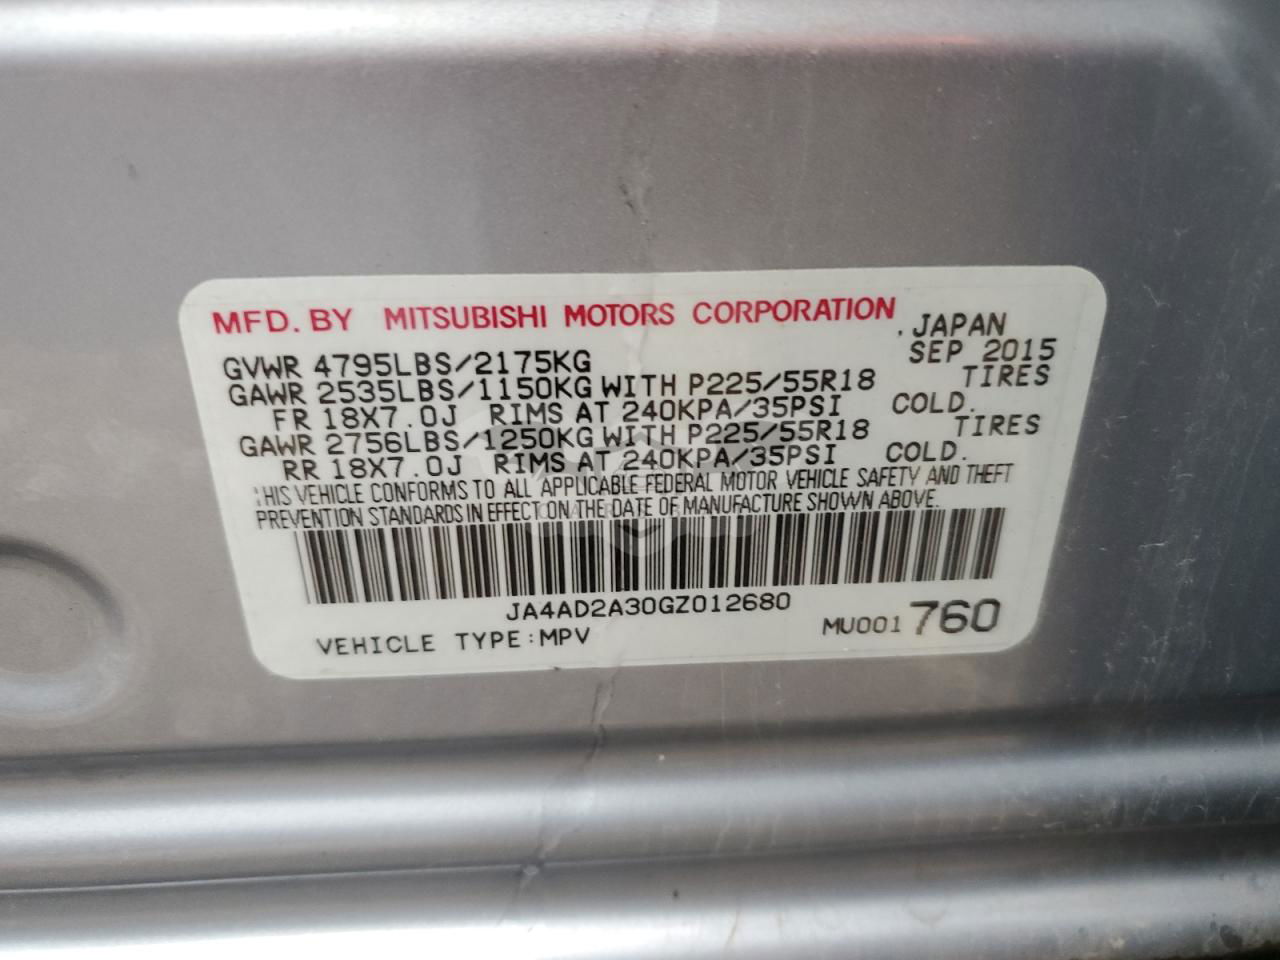 MFD. BY MITSUBISHI MOTORS CORPORATION
, JAPAN
SEP 2015
GVWR 4795LBS/2175KG
GAWR 2535LBS/1150KG WITH P225/55R18 TIRES
FR 18X7.0J RIMS AT 240KPA/35PSI COLD.
GAWR 2756LBS/1250KG WITH P225/55R18 TIRES
RR 18X7.0J RIMS AT 240KPA/35PSI COLD.
THIS VEHICLE CONFORMS TO ALL APPLICABLE FEDERAL MOTOR VEHICLE SAFETY AND THEFT
PREVENTION STANDARDS IN EFFECT ON THE DATE OF MANUFACTURE SHOWN ABOVE.
JA4AD2A30GZ012680
VEHICLE TYPE:MPV
MU001 760